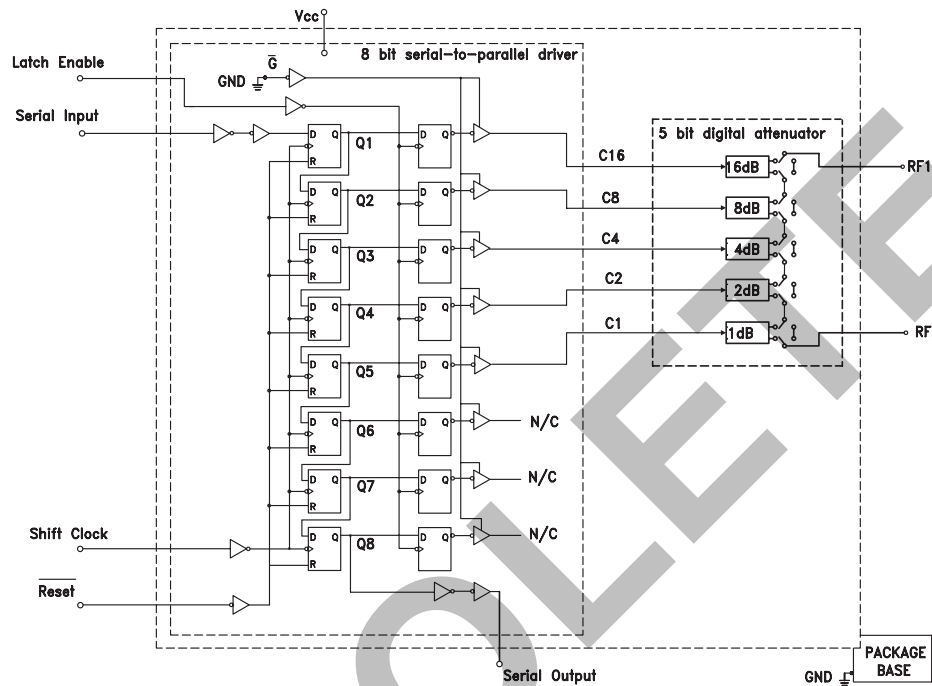 Vcc
8 bit serial-to-parallel driver
Latch Enable
G
GND
Serial Input
D Q
R
Q1
D Q
C16
5 bit digital attenuator
16dB
RF1
D Q
R
Q2
D Q
C8
8dB
D Q
R
Q3
D Q
C4
4dB
D Q
R
Q4
D Q
C2
2dB
D Q
R
Q5
D Q
C1
1dB
RF
D Q
R
Q6
D Q
N/C
D Q
R
Q7
D Q
N/C
Shift Clock
D Q
R
Q8
D Q
N/C
Reset
Serial Output
GND
PACKAGE
BASE
OLETE